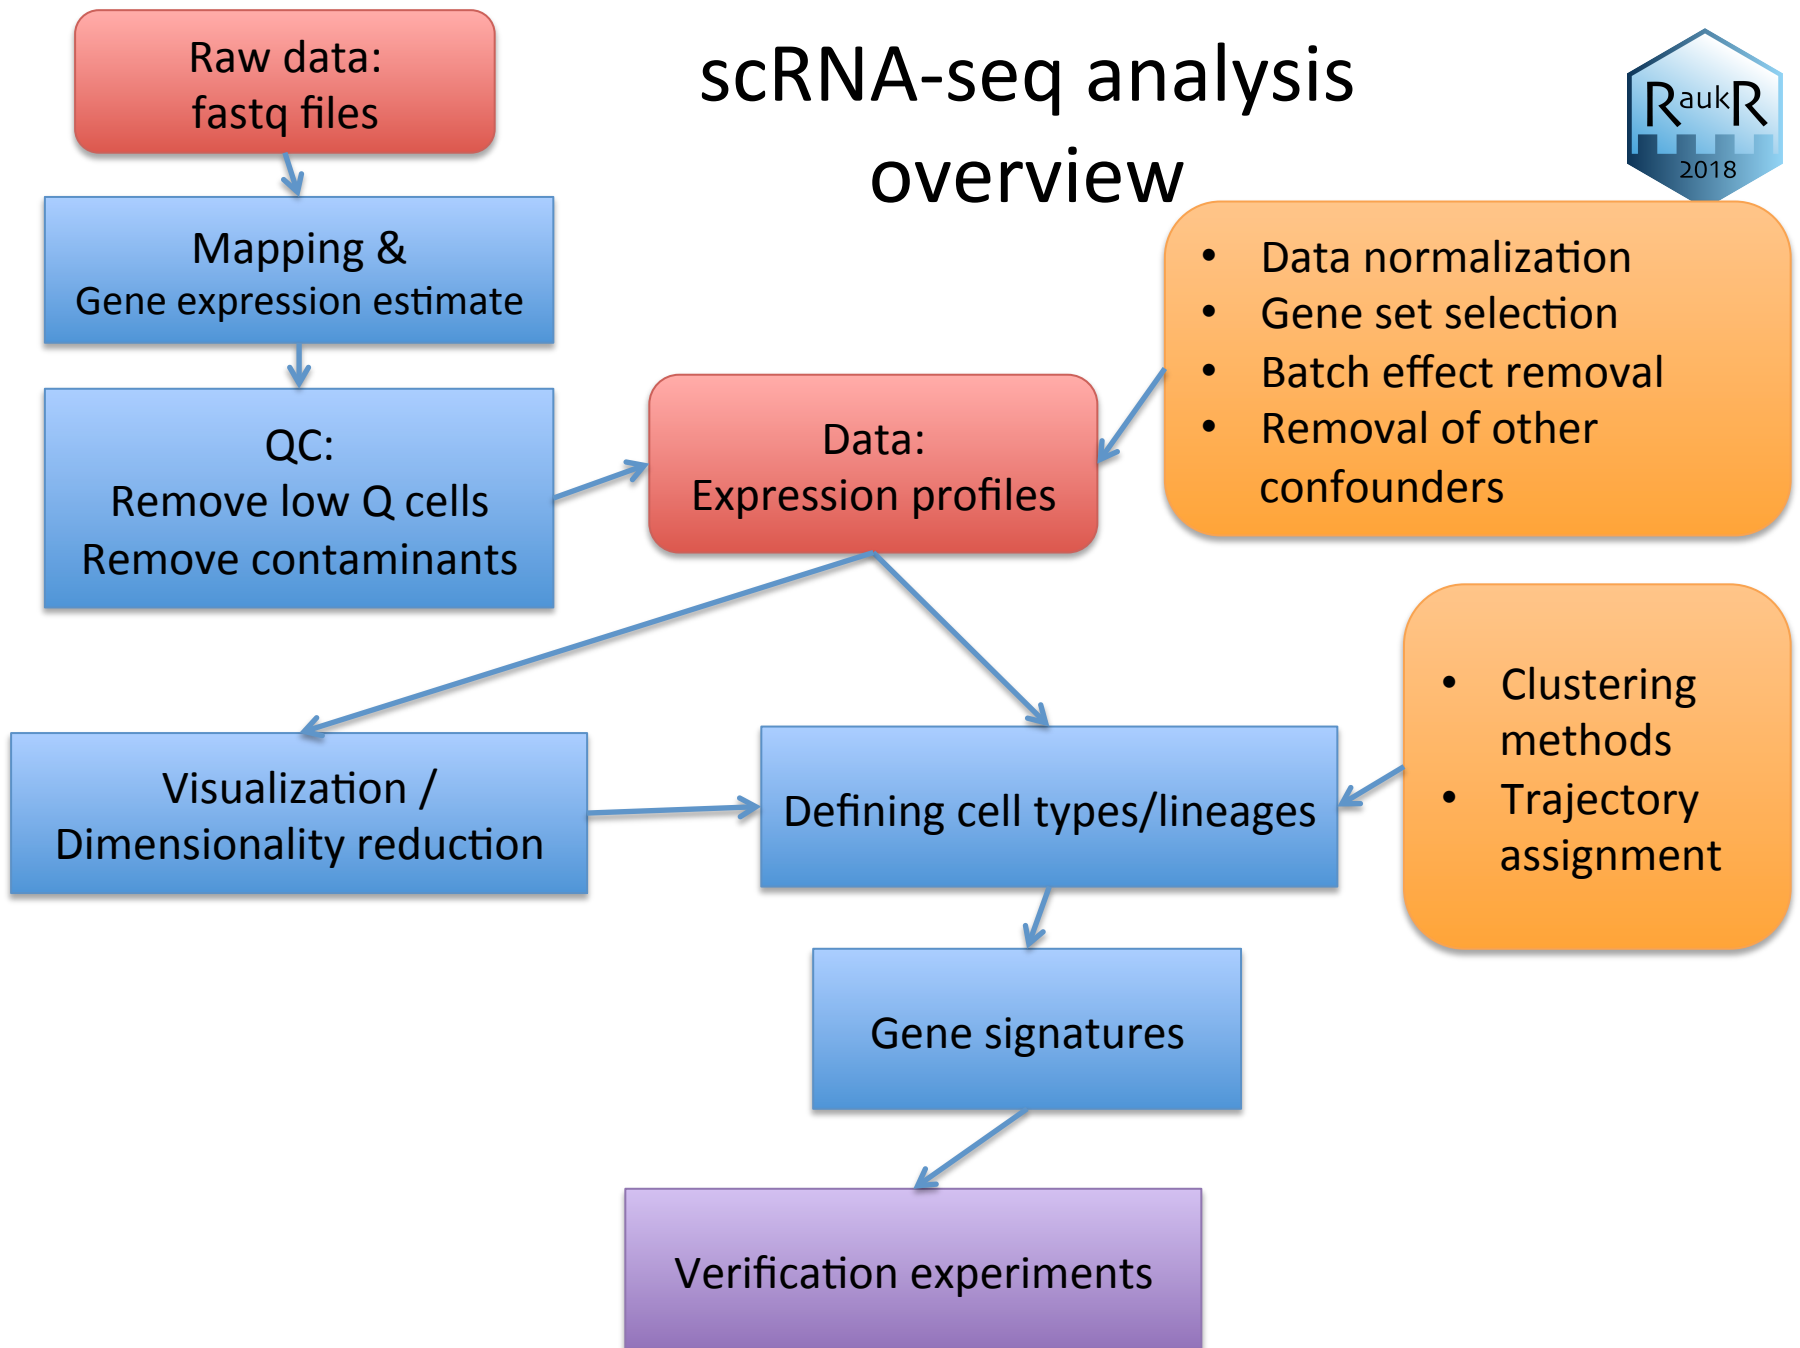 scRNA-seq analysis
overview
RaukR
2018
Raw data:
fastq files
Mapping &
Gene expression estimate
QC:
Remove low Q cells
Remove contaminants
Data:
Expression profiles
• Data normalization
• Gene set selection
• Batch effect removal
• Removal of other
confounders
Visualization /
Dimensionality reduction
Defining cell types/lineages
• Clustering
methods
• Trajectory
assignment
Gene signatures
Verification experiments